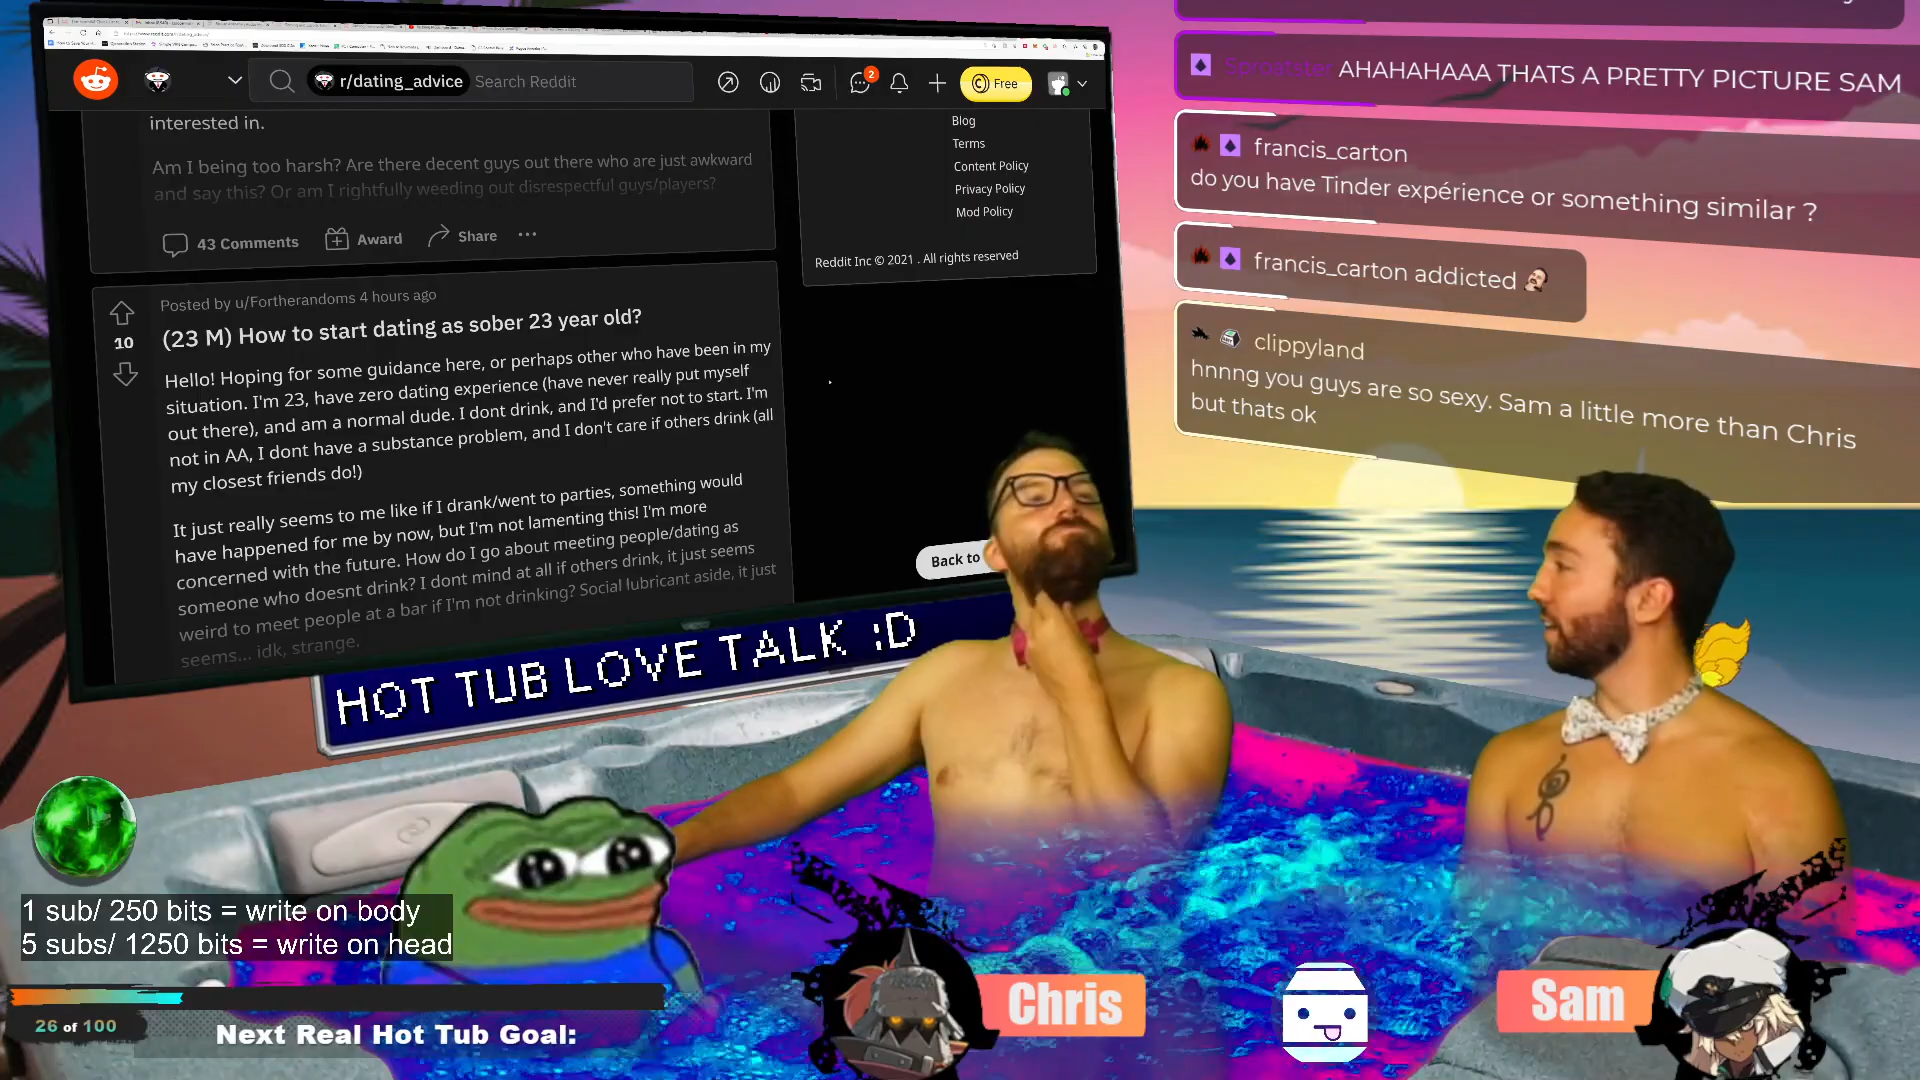 r/dating_advice
Search Reddit
2
Free
interested in.
Am I being too harsh? Are there decent guys out there who are just awkward
and say this? Or am I rightfully weeding out disrespectful guys/players?
43 Comments
Award
Share
Blog
Terms
Content Policy
Privacy Policy
Mod Policy
Reddit Inc © 2021 . All rights reserved
Posted by u/Fortherandoms 4 hours ago
10
(23 M) How to start dating as sober 23 year old?
Hello! Hoping for some guidance here, or perhaps other who have been in my
situation. I'm 23, have zero dating experience (have never really put myself
out there), and am a normal dude. I dont drink, and I'd prefer not to start. I'm
not in AA, I dont have a substance problem, and I don't care if others drink (all
my closest friends do!)
It just really seems to me like if I drank/went to parties, something would
have happened for me by now, but I'm not lamenting this! I'm more
concerned with the future. How do I go about meeting people/dating as
someone who doesnt drink? I dont mind at all if others drink, it just seems
weird to meet people at a bar if I'm not drinking? Social lubricant aside, it just
seems... idk, strange.
Back to
HOT TUB LOVE TALK :D
Sproatster AHAHAHAAA THATS A PRETTY PICTURE SAM
francis_carton
do you have Tinder expérience or something similar ?
francis_carton addicted
clippyland
hnnng you guys are so sexy. Sam a little more than Chris
but thats ok
1 sub/ 250 bits = write on body
5 subs/ 1250 bits = write on head
26 of 100
Next Real Hot Tub Goal:
Chris
Sam